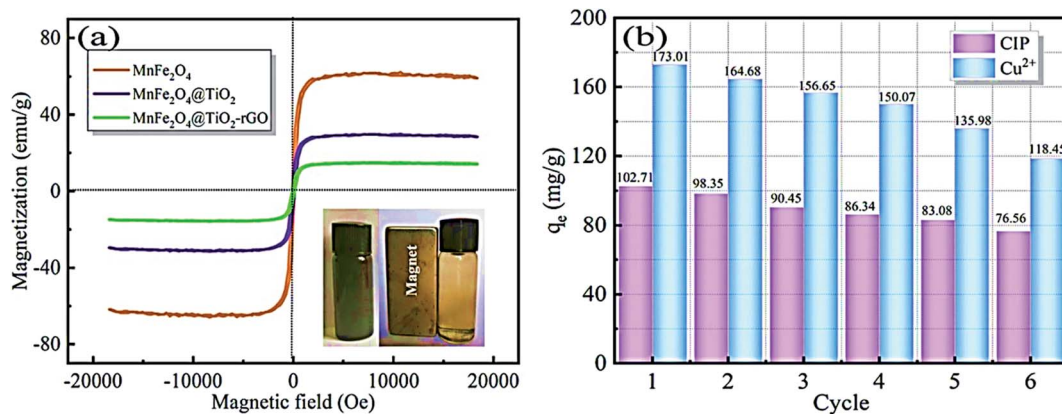 (a)
80
40
0
-40
-80
Magnetization (emu/g)
MnFe₂O₄
MnFe₂O₄@TiO₂
MnFe₂O₄@TiO₂-rGO
Magnet
-20000 -10000 0 10000 20000
Magnetic field (Oe)
(b)
200
160
120
80
40
0
qₑ (mg/g)
CIP
Cu²⁺
102.71 173.01
98.35 164.68
90.45 156.65
86.34 150.07
83.08 135.98
76.56 118.45
1 2 3 4 5 6
Cycle